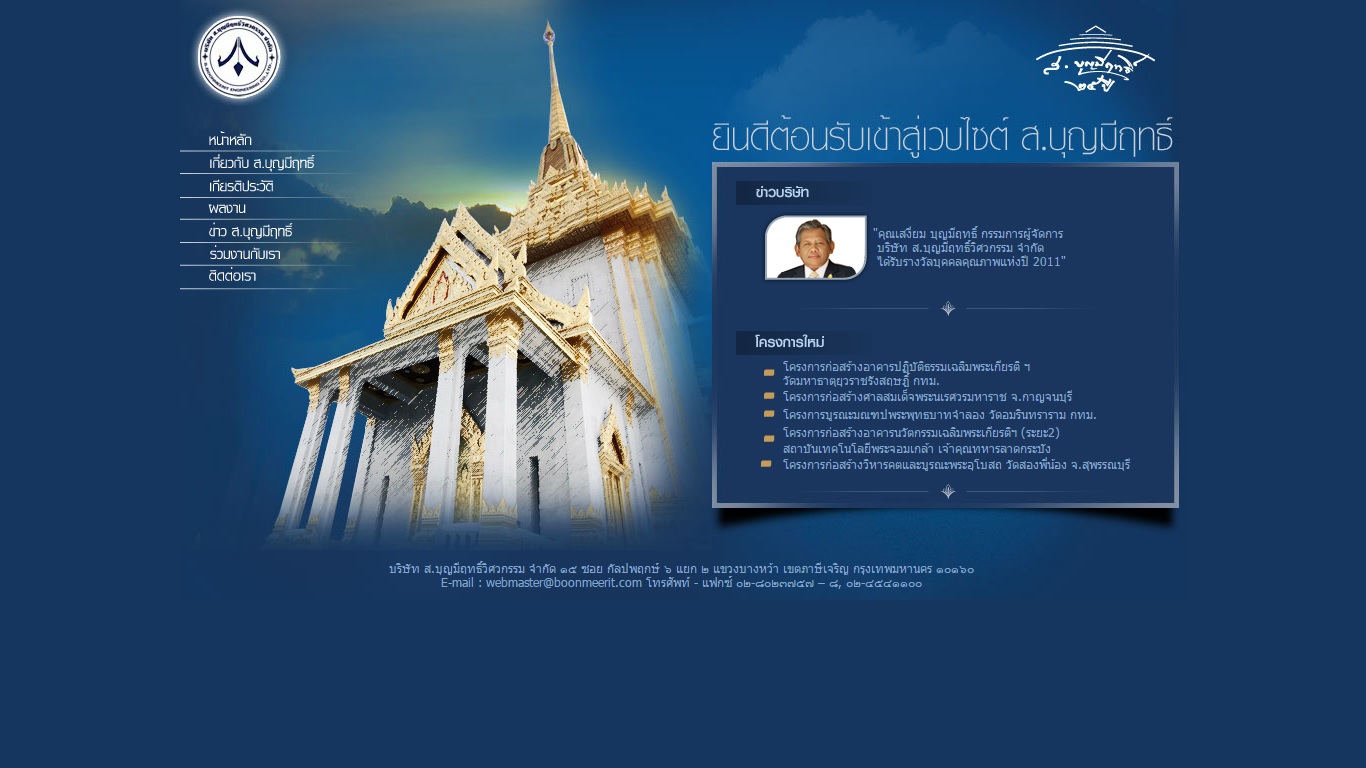 หน้าหลัก
เกี่ยวกับ ส.บุญมีฤทธิ์
เกียรติประวัติ
ผลงาน
ข่าว ส.บุญมีฤทธิ์
ร่วมงานกับเรา
ติดต่อเรา
ส.บุญมีฤทธิ์
๒๕ ปี
ยินดีต้อนรับเข้าสู่เวบไซต์ ส.บุญมีฤทธิ์
ข่าวบริษัท
"คุณเสงี่ยม บุญมีฤทธิ์ กรรมการผู้จัดการ
บริษัท ส.บุญมีฤทธิ์วิศวกรรม จำกัด
ได้รับรางวัลบุคคลคุณภาพแห่งปี 2011"
โครงการใหม่
โครงการก่อสร้างอาคารปฏิบัติธรรมเฉลิมพระเกียรติ ฯ
วัดมหาธาตุยุวราชรังสฤษฎิ์ กทม.
โครงการก่อสร้างศาลสมเด็จพระนเรศวรมหาราช จ.กาญจนบุรี
โครงการบูรณะมณฑปพระพุทธบาทจำลอง วัดอมรินทราราม กทม.
โครงการก่อสร้างอาคารนวัตกรรมเฉลิมพระเกียรติฯ (ระยะ2)
สถาบันเทคโนโลยีพระจอมเกล้า เจ้าคุณทหารลาดกระบัง
โครงการก่อสร้างวิหารคตและบูรณะพระอุโบสถ วัดสองพี่น้อง จ.สุพรรณบุรี
บริษัท ส.บุญมีฤทธิ์วิศวกรรม จำกัด ๑๕ ซอย กัลปพฤกษ์ ๖ แยก ๒ แขวงบางหว้า เขตภาษีเจริญ กรุงเทพมหานคร ๑๐๑๖๐
E-mail : webmaster@boonmeerit.com โทรศัพท์ - แฟกซ์ ๐๒-๘๐๒๓๗๕๗ – ๘, ๐๒-๔๕๔๑๑๐๐